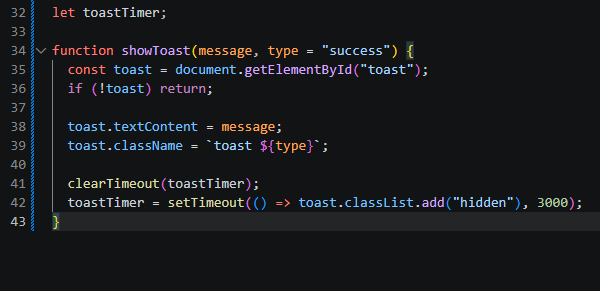 32 let toastTimer;
33
34 function showToast(message, type = "success") {
35   const toast = document.getElementById("toast");
36   if (!toast) return;
37
38   toast.textContent = message;
39   toast.className = `toast ${type}`;
40
41   clearTimeout(toastTimer);
42   toastTimer = setTimeout(() => toast.classList.add("hidden"), 3000);
43 }